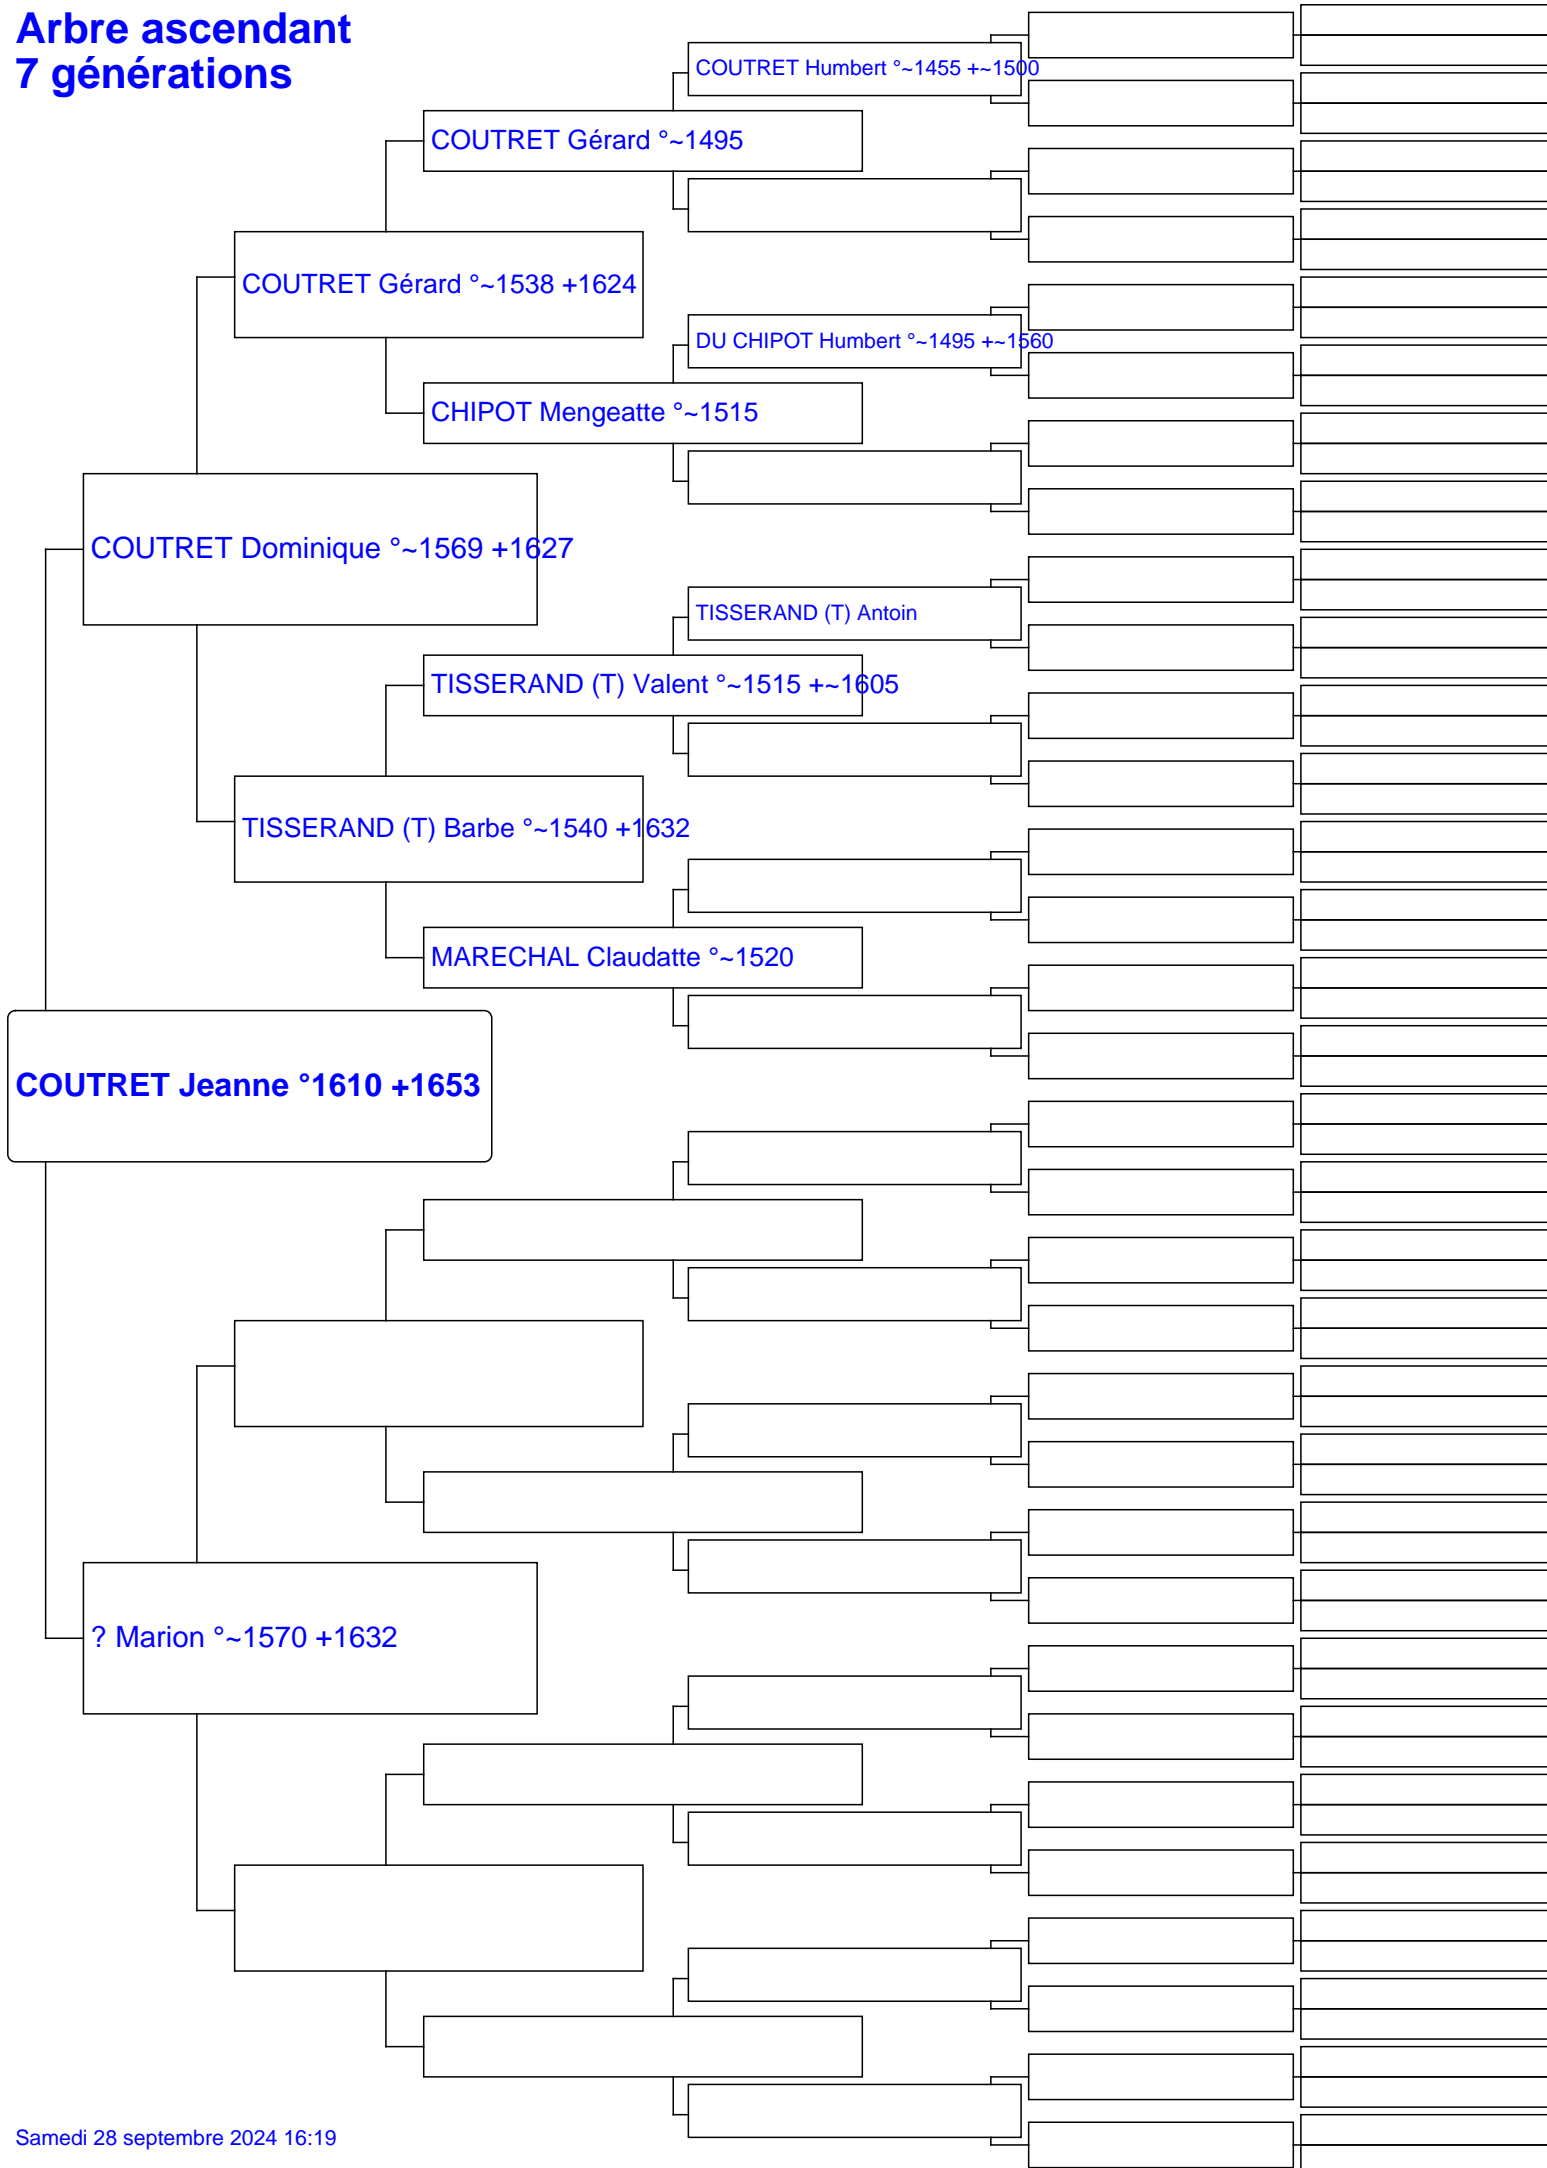 Arbre ascendant
7 générations
COUTRET Humbert °~1455 +~1500
COUTRET Gérard °~1495
COUTRET Gérard °~1538 +1624
DU CHIPOT Humbert °~1495 +~1560
CHIPOT Mengeatte °~1515
COUTRET Dominique °~1569 +1627
TISSERAND (T) Antoin
TISSERAND (T) Valent °~1515 +~1605
TISSERAND (T) Barbe °~1540 +1632
MARECHAL Claudatte °~1520
COUTRET Jeanne °1610 +1653
? Marion °~1570 +1632
Samedi 28 septembre 2024 16:19